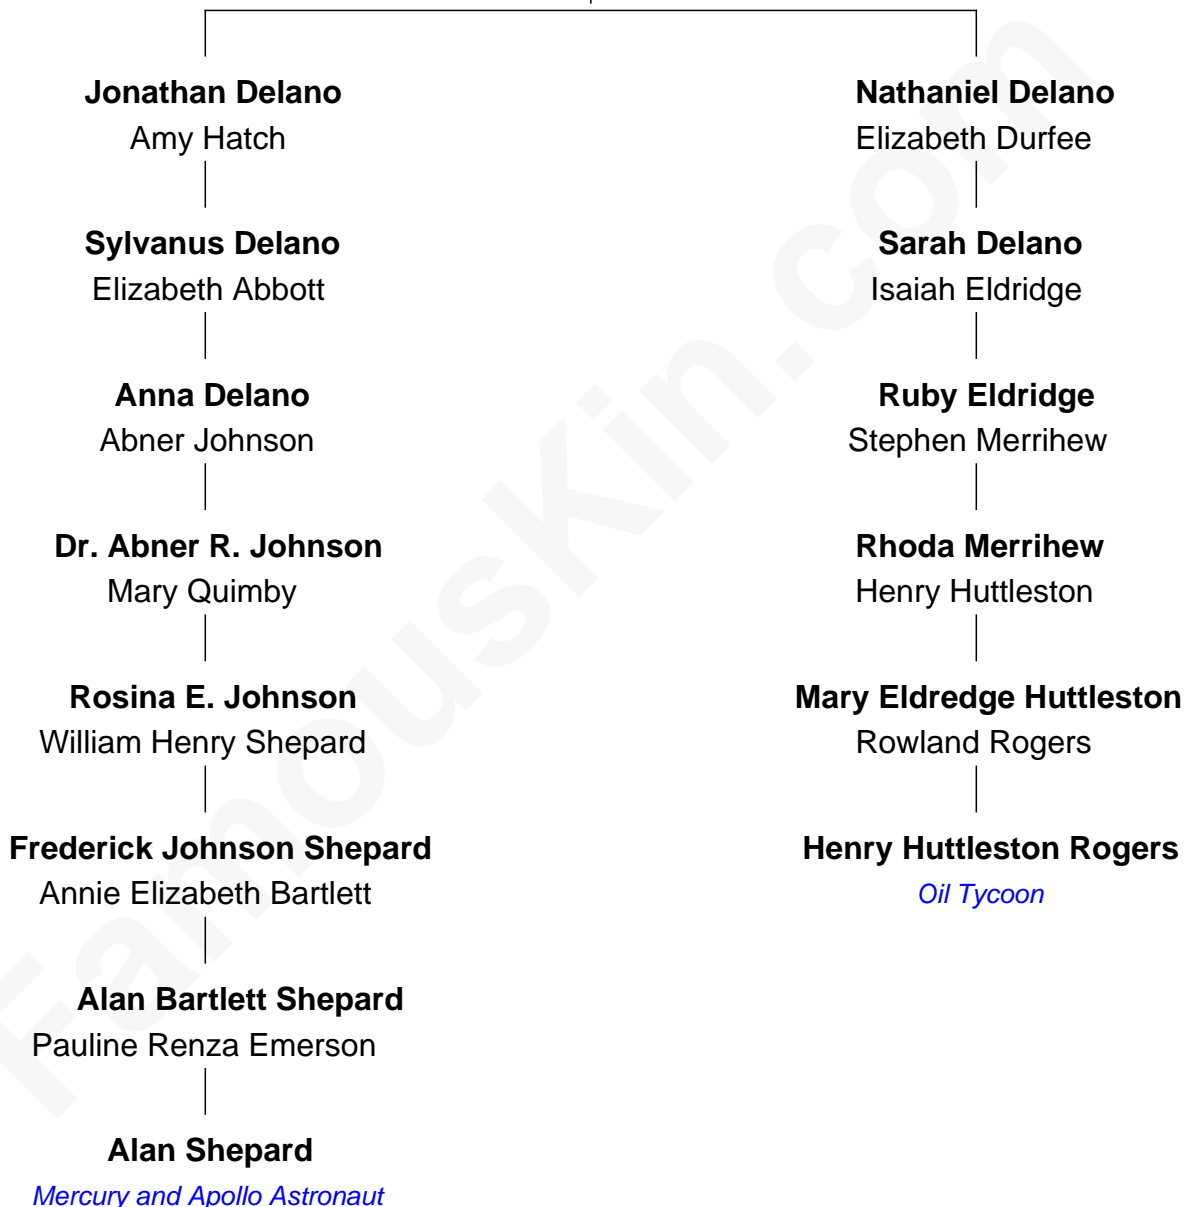 Jonathan Delano
Amy Hatch
Sylvanus Delano
Elizabeth Abbott
Anna Delano
Abner Johnson
Dr. Abner R. Johnson
Mary Quimby
Rosina E. Johnson
William Henry Shepard
Frederick Johnson Shepard
Annie Elizabeth Bartlett
Alan Bartlett Shepard
Pauline Renza Emerson
Alan Shepard
Mercury and Apollo Astronaut
Nathaniel Delano
Elizabeth Durfee
Sarah Delano
Isaiah Eldridge
Ruby Eldridge
Stephen Merrihew
Rhoda Merrihew
Henry Huttleston
Mary Eldredge Huttleston
Rowland Rogers
Henry Huttleston Rogers
Oil Tycoon
FamousKin.com